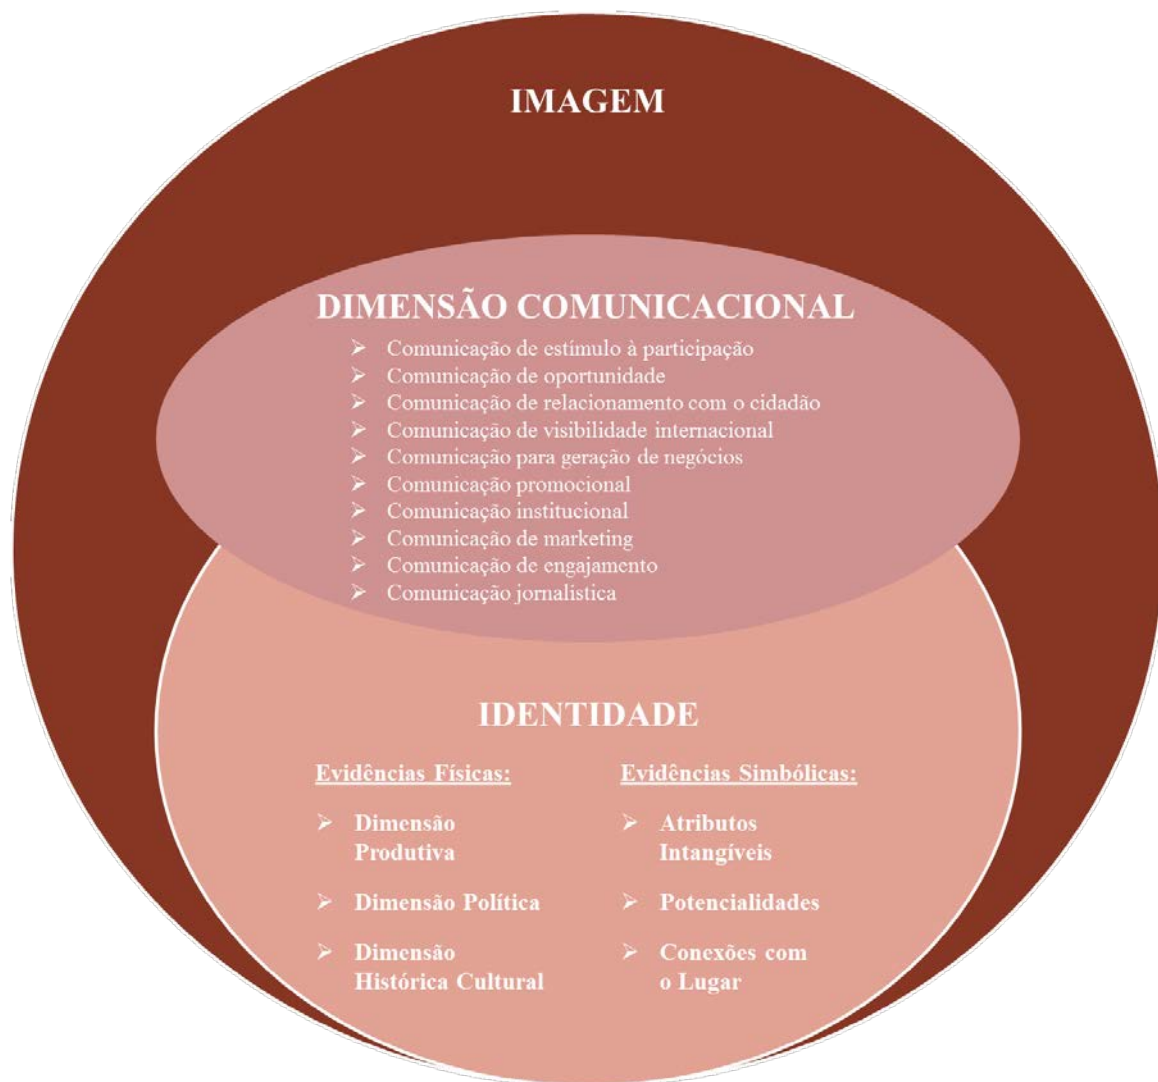 IMAGEM
DIMENSÃO COMUNICACIONAL
➢ Comunicação de estímulo à participação
➢ Comunicação de oportunidade
➢ Comunicação de relacionamento com o cidadão
➢ Comunicação de visibilidade internacional
➢ Comunicação para geração de negócios
➢ Comunicação promocional
➢ Comunicação institucional
➢ Comunicação de marketing
➢ Comunicação de engajamento
➢ Comunicação jornalística
IDENTIDADE
Evidências Físicas:
➢ Dimensão
Produtiva
➢ Dimensão Política
➢ Dimensão
Histórica Cultural
Evidências Simbólicas:
➢ Atributos
Intangíveis
➢ Potencialidades
➢ Conexões com
o Lugar